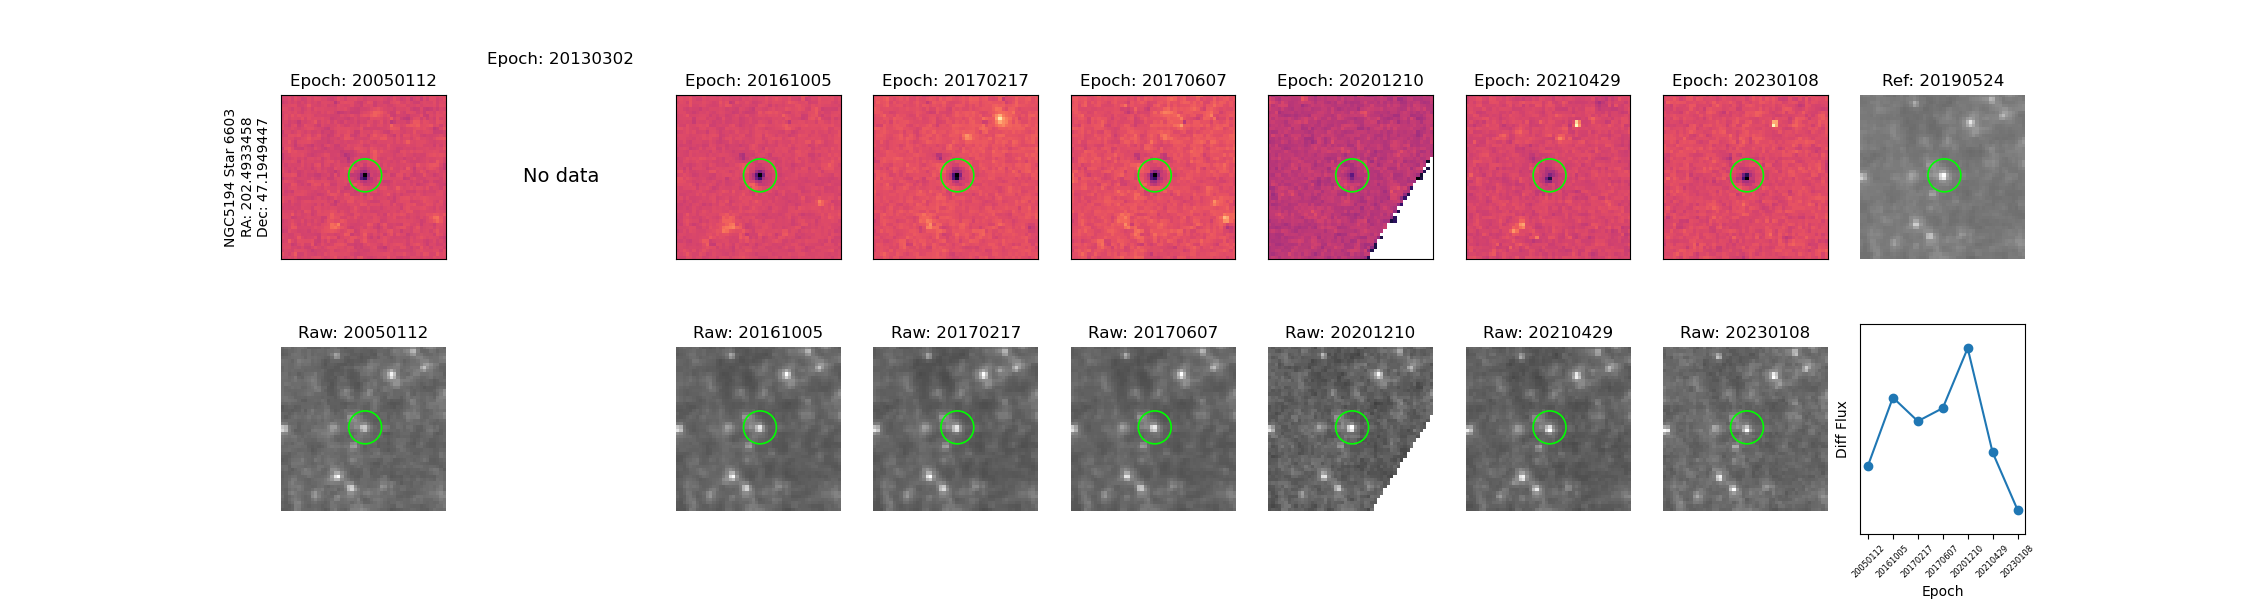 Epoch: 20050112
Epoch: 20130302
Epoch: 20161005
Epoch: 20170217
Epoch: 20170607
Epoch: 20201210
Epoch: 20210429
Epoch: 20230108
Ref: 20190524
NGC5194 Star 6603
RA: 202.4933458
Dec: 47.1949447
No data
Raw: 20050112
Raw: 20161005
Raw: 20170217
Raw: 20170607
Raw: 20201210
Raw: 20210429
Raw: 20230108
Diff Flux
20050112
20161005
20170217
20170607
20201210
20210429
20230108
Epoch